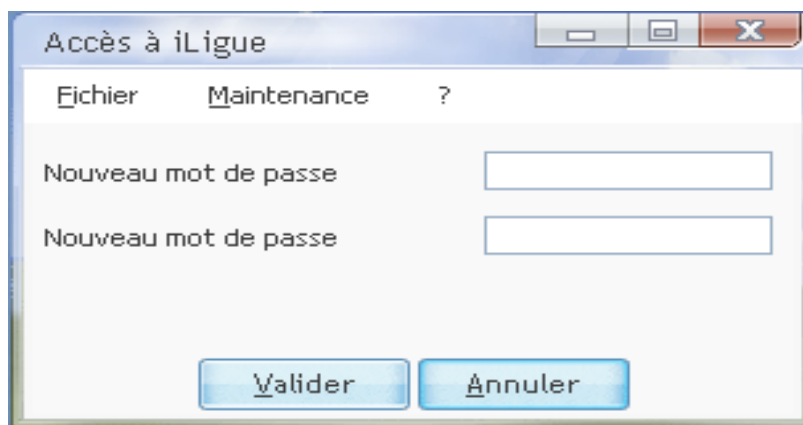 Accès à iLigue
Fichier Maintenance ?
Nouveau mot de passe
Nouveau mot de passe
Valider Annuler